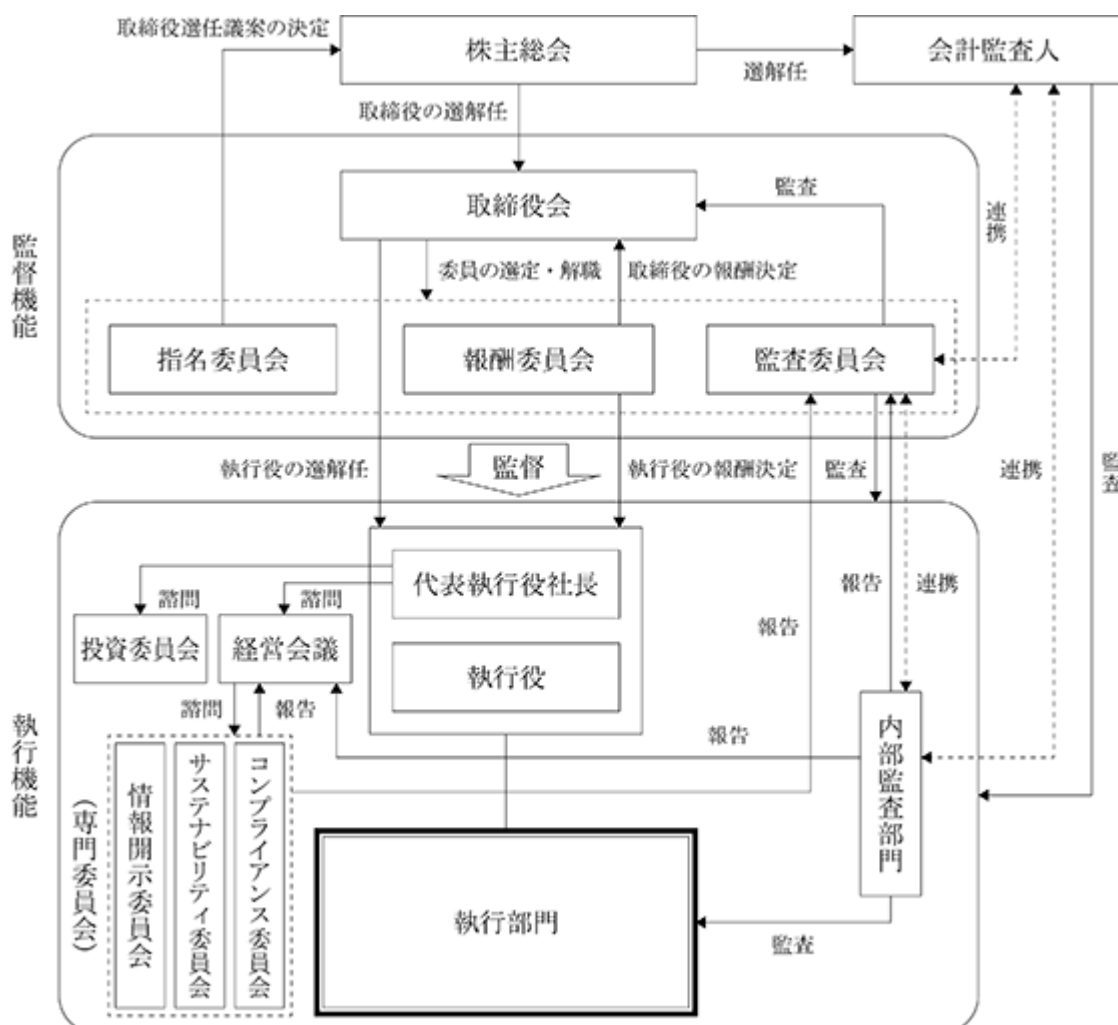 取締役選任議案の決定
株主総会
選解任
会計監査人
取締役の選解任
監督機能
取締役会
監査
連携
委員の選定・解職
取締役の報酬決定
指名委員会
報酬委員会
監査委員会
執行役の選解任
監督
執行役の報酬決定
監査
連携
監査
執行機能
代表執行役社長
諮問
諮問
報告
連携
投資委員会
経営会議
執行役
報告
諮問
報告
報告
内部監査部門
(専門委員会)
情報開示委員会
サステナビリティ委員会
コンプライアンス委員会
執行部門
監査